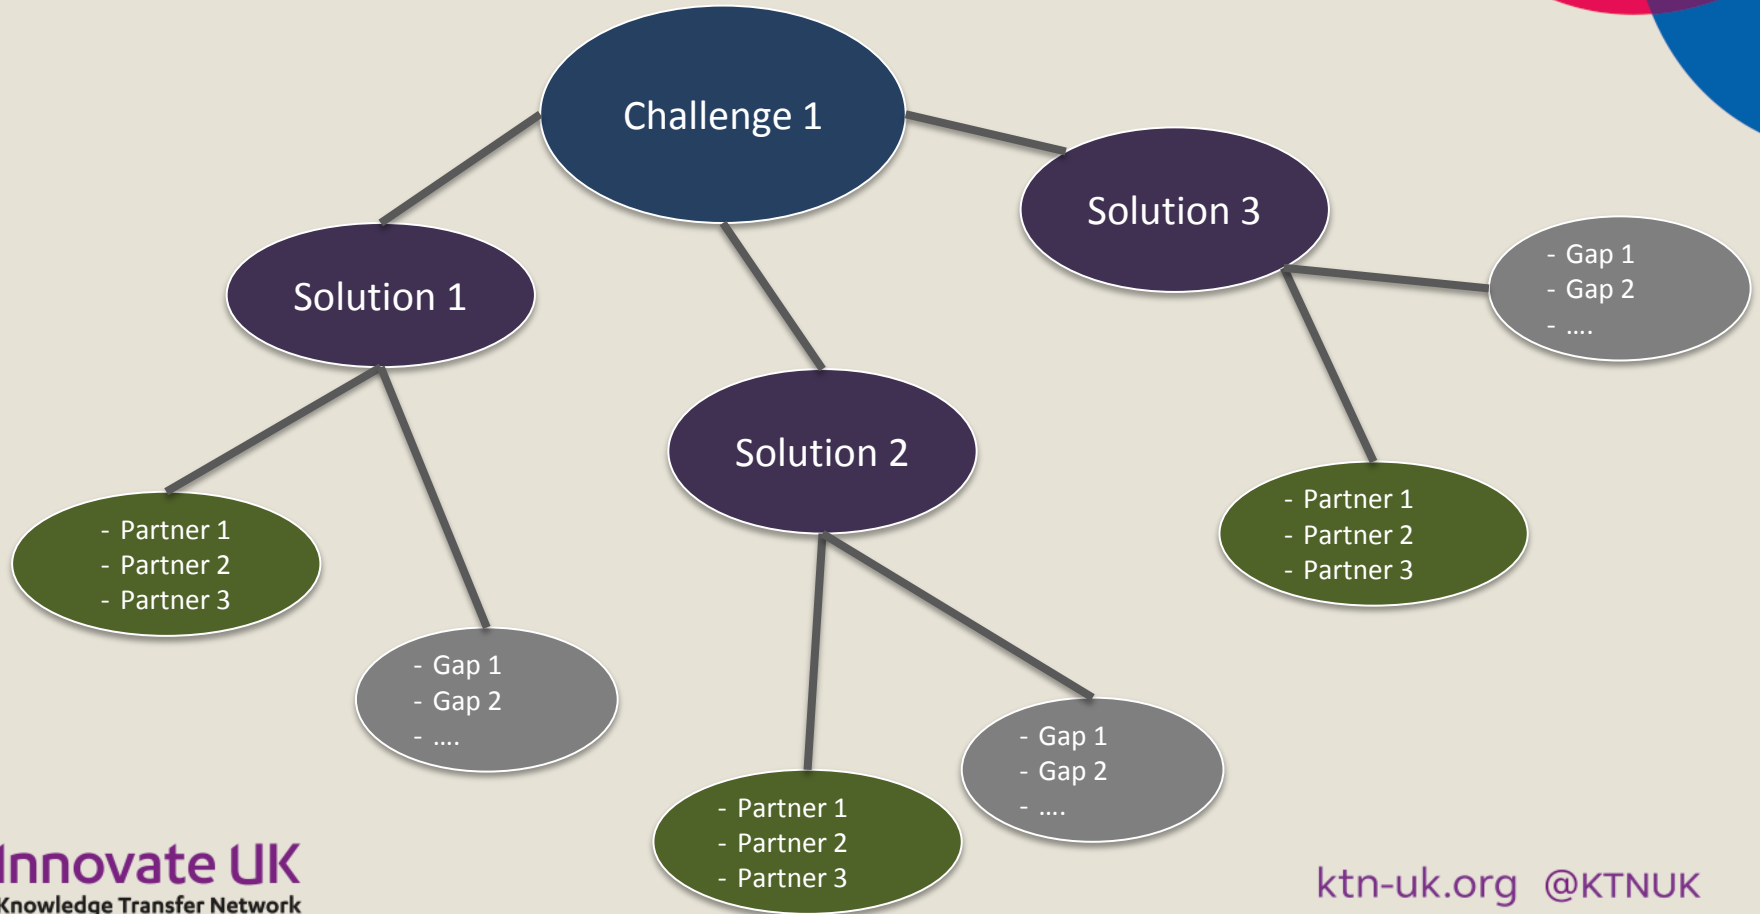 Challenge 1
Solution 3
Solution 1
- Gap 1
- Gap 2
- ....
Solution 2
- Partner 1
- Partner 2
- Partner 3
- Partner 1
- Partner 2
- Partner 3
- Gap 1
- Gap 2
- ....
- Gap 1
- Gap 2
- ....
- Partner 1
- Partner 2
- Partner 3
Innovate UK
Knowledge Transfer Network
ktn-uk.org @KTNUK